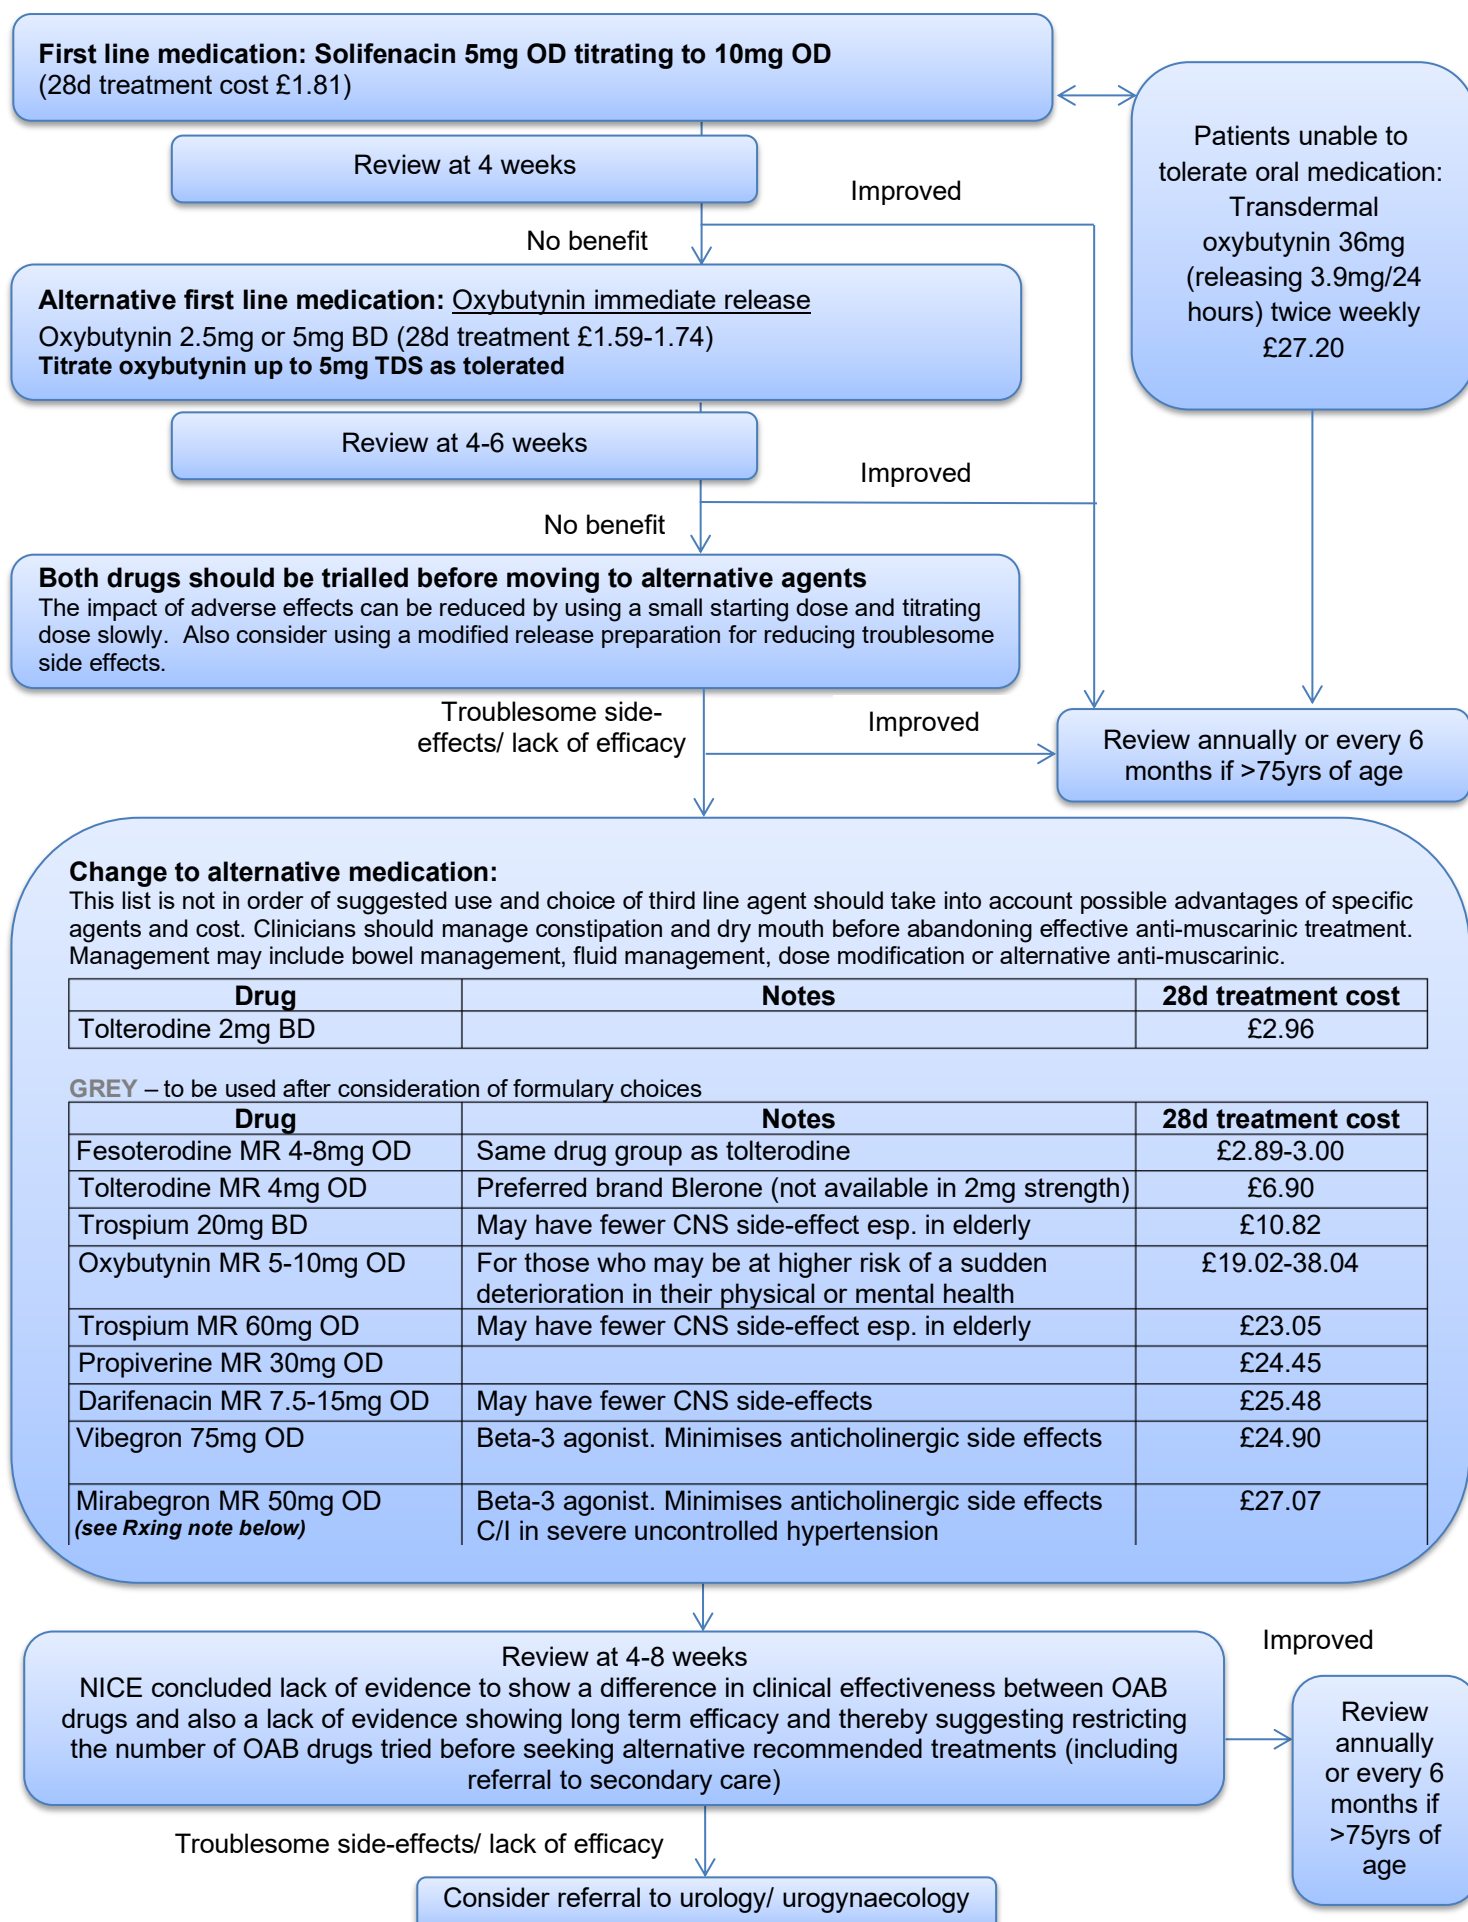 First line medication: Solifenacin 5mg OD titrating to 10mg OD
(28d treatment cost £1.81)
Patients unable to
tolerate oral medication:
Transdermal
oxybutynin 36mg
(releasing 3.9mg/24
hours) twice weekly
£27.20
Review at 4 weeks
Improved
No benefit
Alternative first line medication: Oxybutynin immediate release
Oxybutynin 2.5mg or 5mg BD (28d treatment £1.59-1.74)
Titrate oxybutynin up to 5mg TDS as tolerated
Review at 4-6 weeks
Improved
No benefit
Both drugs should be trialled before moving to alternative agents
The impact of adverse effects can be reduced by using a small starting dose and titrating
dose slowly.  Also consider using a modified release preparation for reducing troublesome
side effects.
Troublesome side-
effects/ lack of efficacy
Improved
Review annually or every 6
months if >75yrs of age
Change to alternative medication:
This list is not in order of suggested use and choice of third line agent should take into account possible advantages of specific
agents and cost. Clinicians should manage constipation and dry mouth before abandoning effective anti-muscarinic treatment.
Management may include bowel management, fluid management, dose modification or alternative anti-muscarinic.
Drug Notes 28d treatment cost
Tolterodine 2mg BD £2.96
GREY – to be used after consideration of formulary choices
Drug Notes 28d treatment cost
Fesoterodine MR 4-8mg OD Same drug group as tolterodine £2.89-3.00
Tolterodine MR 4mg OD Preferred brand Blerone (not available in 2mg strength) £6.90
Trospium 20mg BD May have fewer CNS side-effect esp. in elderly £10.82
Oxybutynin MR 5-10mg OD For those who may be at higher risk of a sudden £19.02-38.04
deterioration in their physical or mental health
Trospium MR 60mg OD May have fewer CNS side-effect esp. in elderly £23.05
Propiverine MR 30mg OD £24.45
Darifenacin MR 7.5-15mg OD May have fewer CNS side-effects £25.48
Vibegron 75mg OD Beta-3 agonist. Minimises anticholinergic side effects £24.90
Mirabegron MR 50mg OD Beta-3 agonist. Minimises anticholinergic side effects £27.07
(see Rxing note below) C/I in severe uncontrolled hypertension
Review at 4-8 weeks
NICE concluded lack of evidence to show a difference in clinical effectiveness between OAB
drugs and also a lack of evidence showing long term efficacy and thereby suggesting restricting
the number of OAB drugs tried before seeking alternative recommended treatments (including
referral to secondary care)
Improved
Review
annually
or every 6
months if
>75yrs of
age
Troublesome side-effects/ lack of efficacy
Consider referral to urology/ urogynaecology